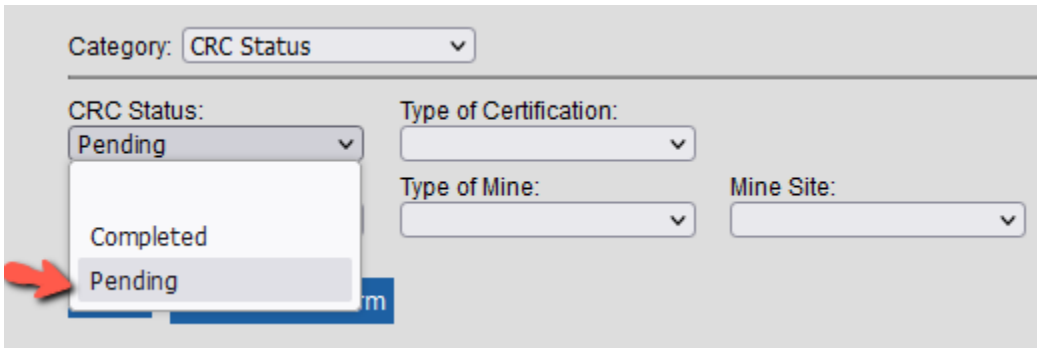 Category: CRC Status
CRC Status: Type of Certification:
Pending
Type of Mine: Mine Site:
Completed
Pending
rm